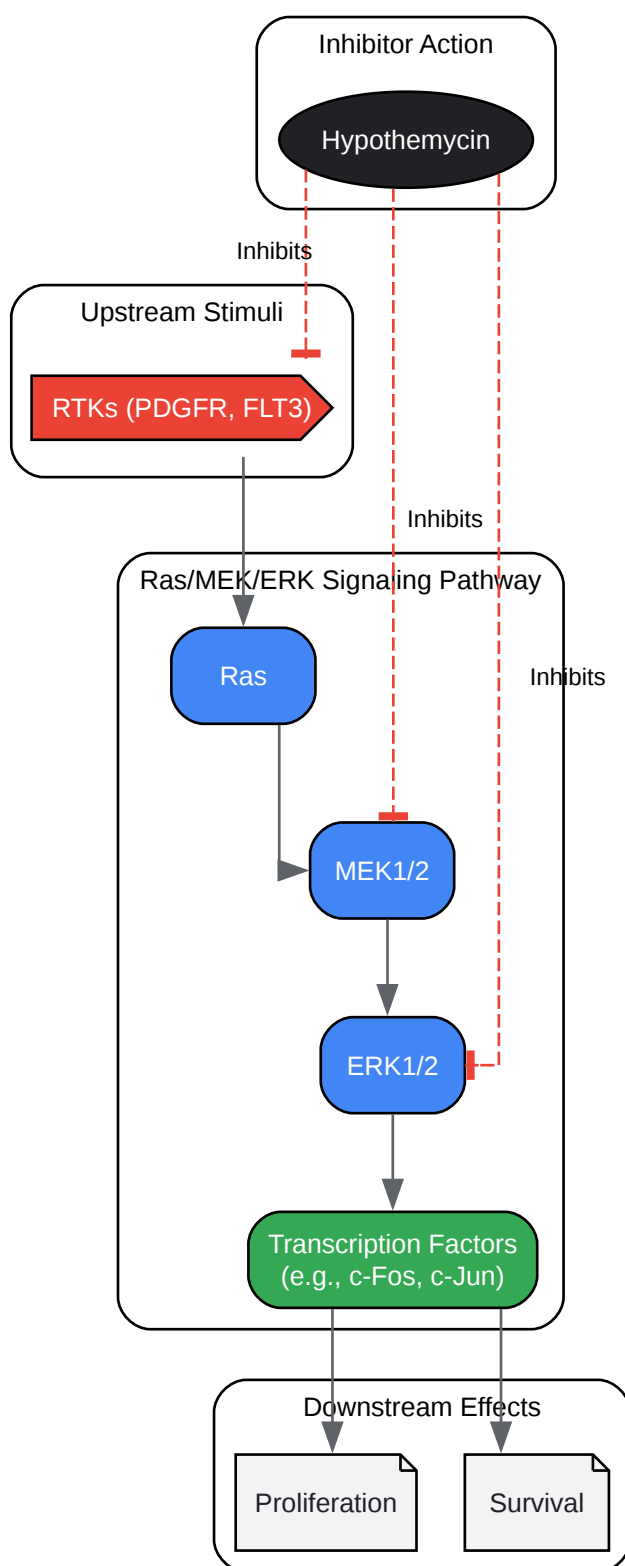 Inhibitor Action
Hypothemycin
Inhibits
Upstream Stimuli
RTKs (PDGFR, FLT3)
Inhibits
Ras/MEK/ERK Signaling Pathway
Ras
Inhibits
MEK1/2
ERK1/2
Transcription Factors
(e.g., c-Fos, c-Jun)
Downstream Effects
Proliferation
Survival